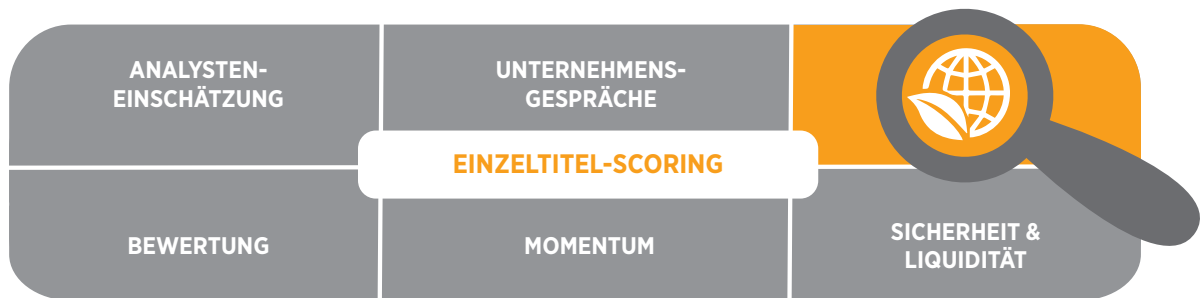 ANALYSTEN-
EINSCHÄTZUNG
UNTERNEHMENS-
GESPRÄCHE
EINZELTITEL-SCORING
BEWERTUNG
MOMENTUM
SICHERHEIT &
LIQUIDITÄT